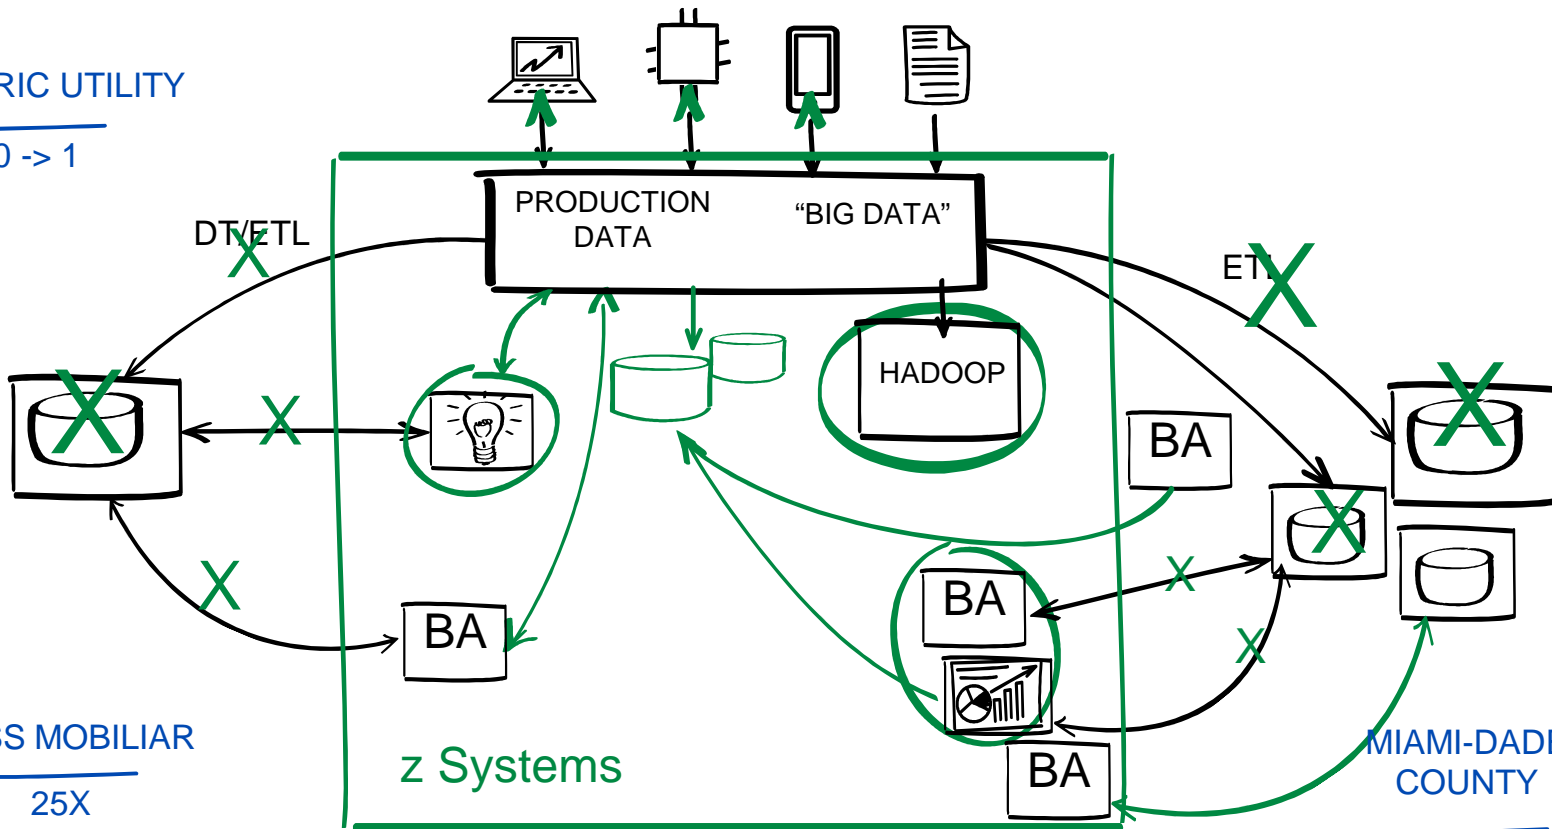 RIC UTILITY
0 -> 1
PRODUCTION
DATA
“BIG DATA”
DT/ETL
X
ETL
X
HADOOP
X
X
X
BA
X
X
X
BA
X
BA
X
BA
SS MOBILIAR
25X
z Systems
MIAMI-DADE
COUNTY